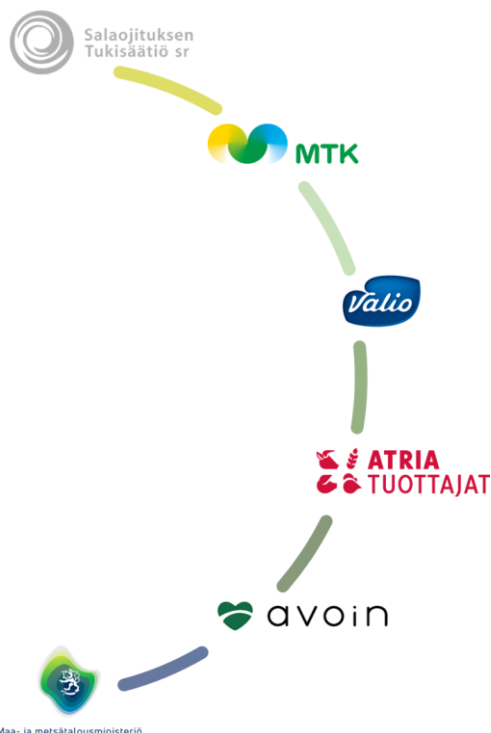 Salaojituksen
Tukisäätiö sr
MTK
Valio
ATRIA
TUOTTAJAT
avoin
Maa- ja metsätalousministeriö